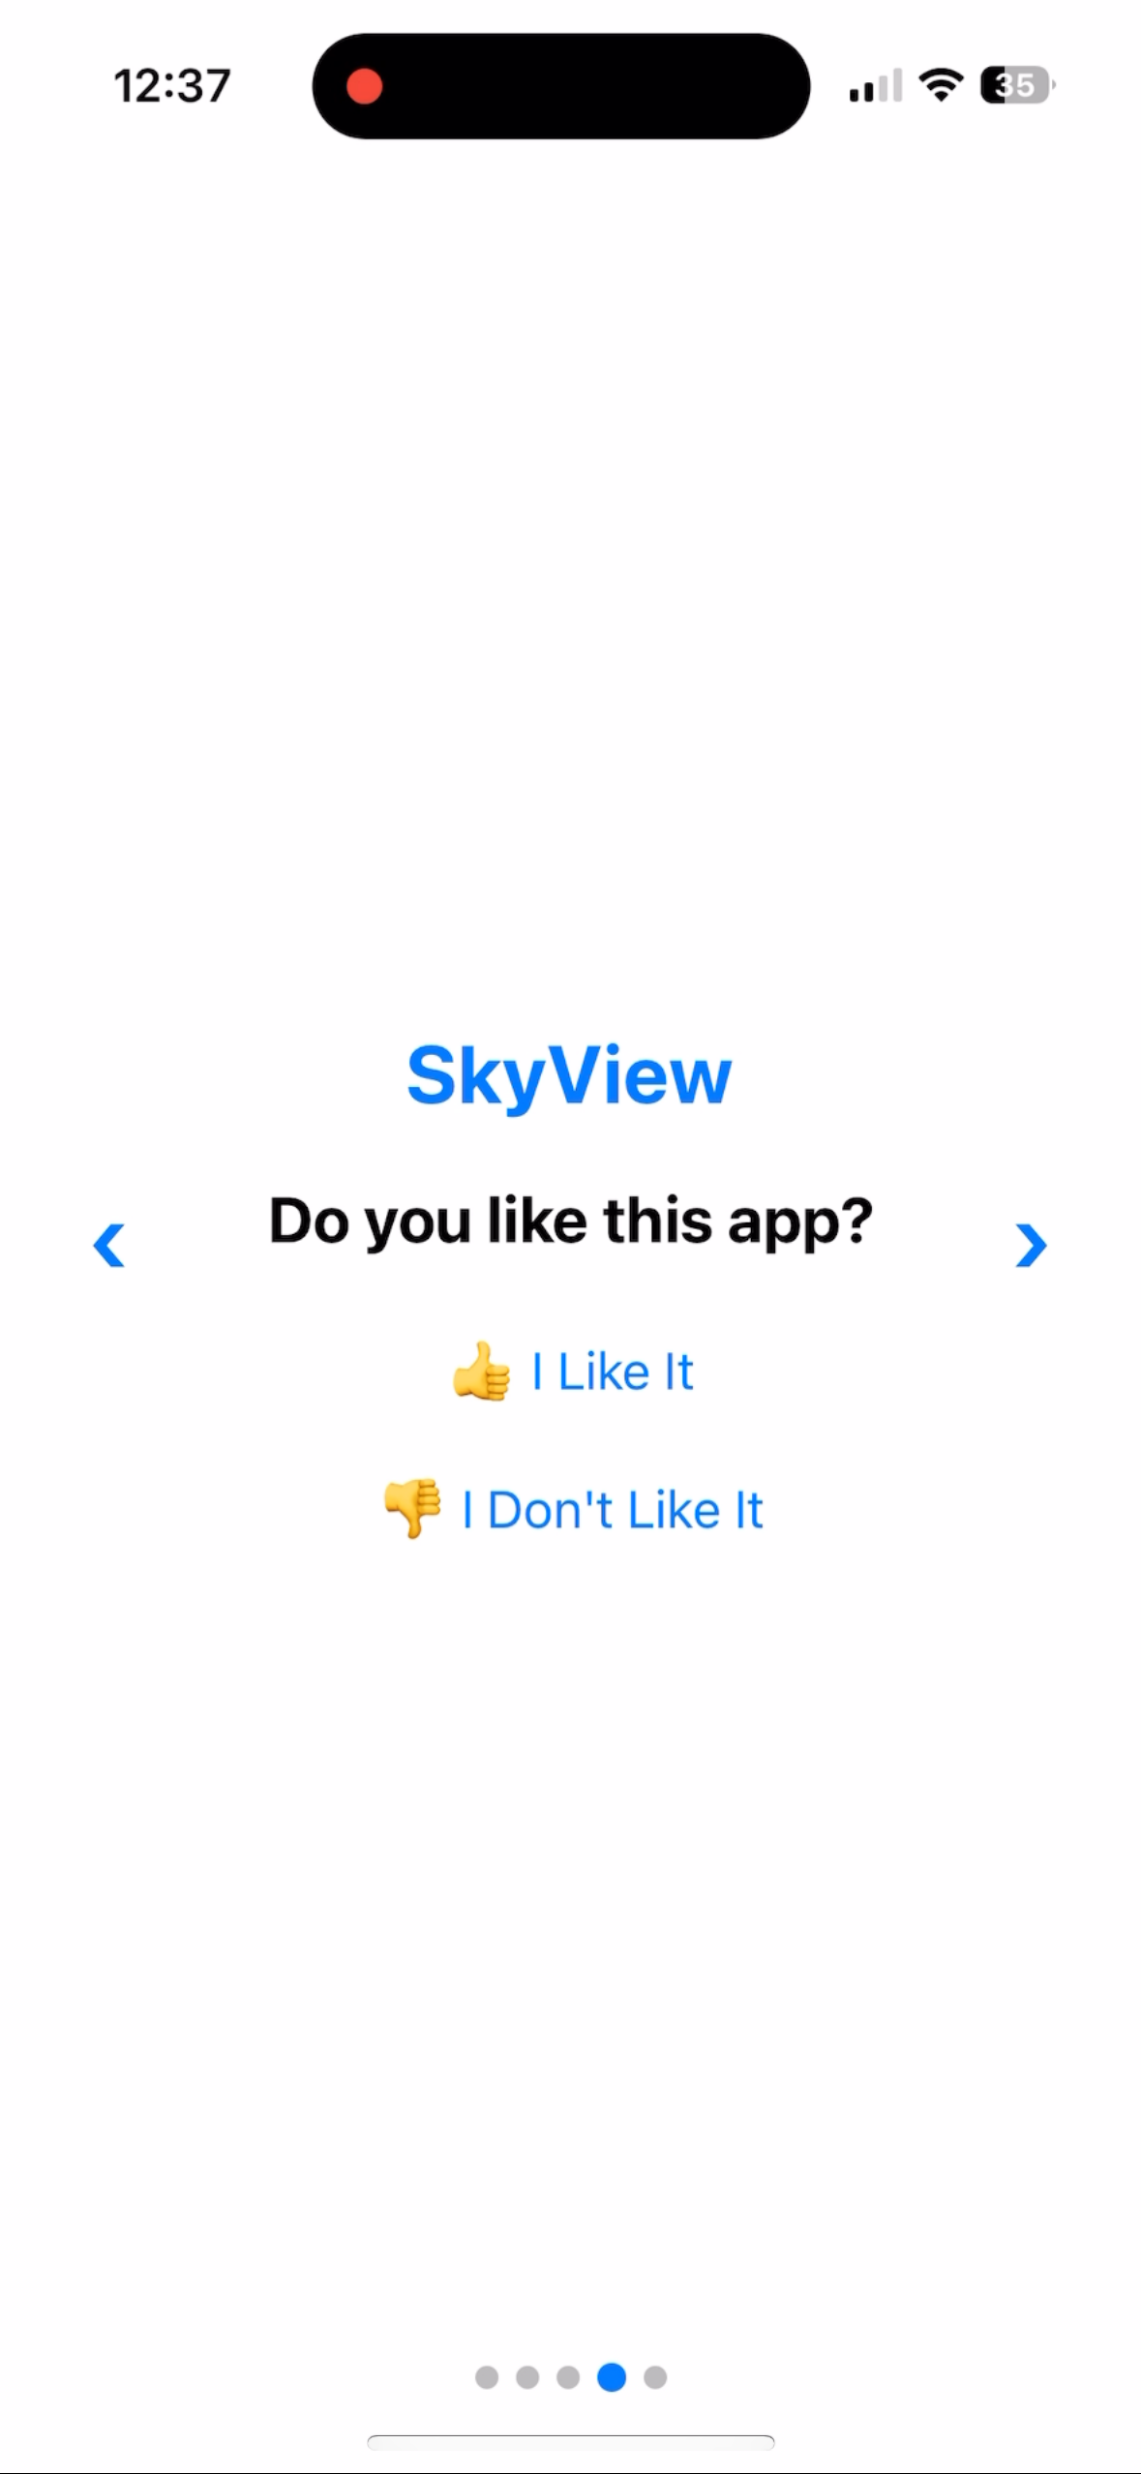 12:37
35
SkyView
Do you like this app?
‹ ›
👍 I Like It
👎 I Don't Like It